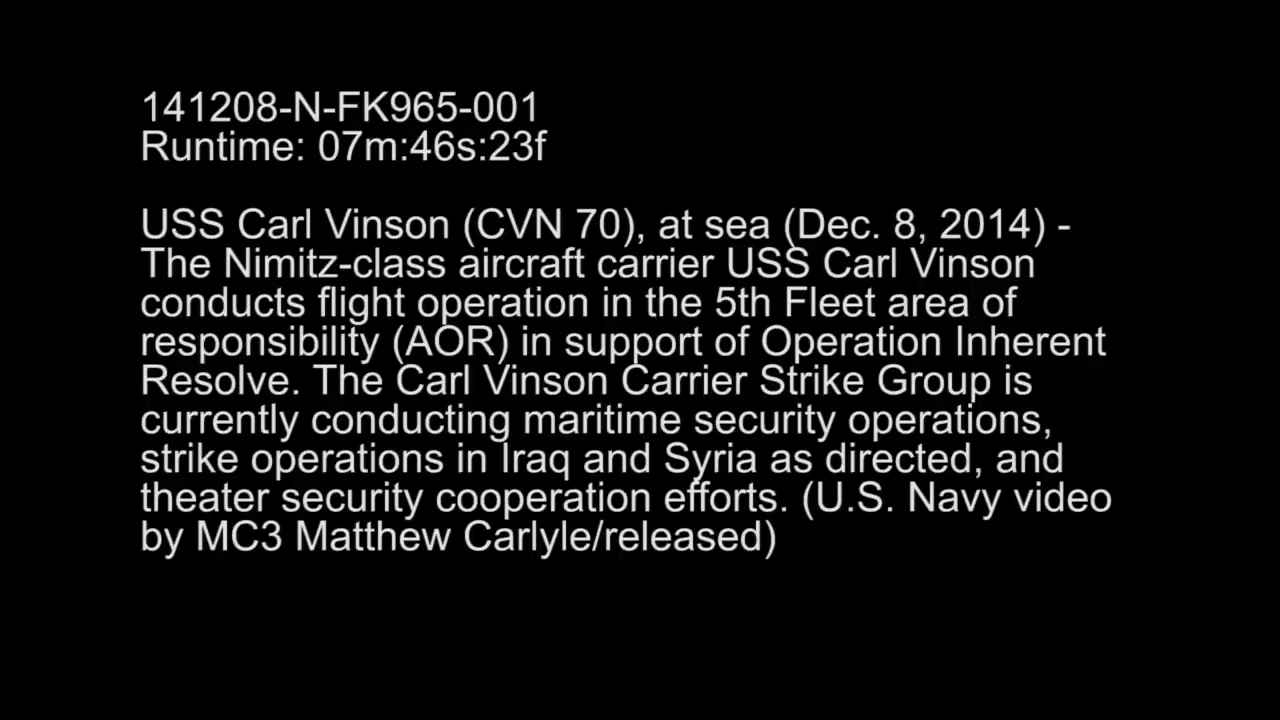 141208-N-FK965-001
Runtime: 07m:46s:23f
USS Carl Vinson (CVN 70), at sea (Dec. 8, 2014) -
The Nimitz-class aircraft carrier USS Carl Vinson
conducts flight operation in the 5th Fleet area of
responsibility (AOR) in support of Operation Inherent
Resolve. The Carl Vinson Carrier Strike Group is
currently conducting maritime security operations,
strike operations in Iraq and Syria as directed, and
theater security cooperation efforts. (U.S. Navy video
by MC3 Matthew Carlyle/released)